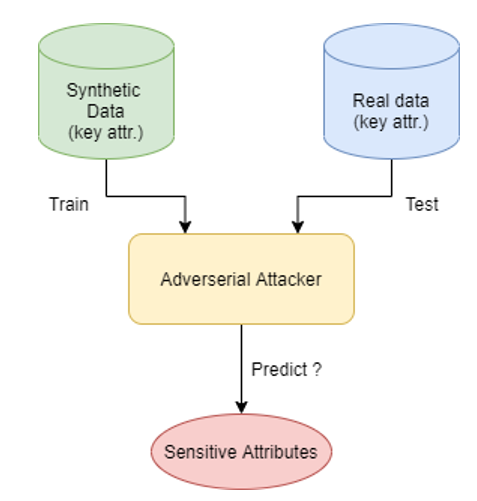 Synthetic
Data
(key attr.)
Real data
(key attr.)
Train
Test
Adverserial Attacker
Predict ?
Sensitive Attributes